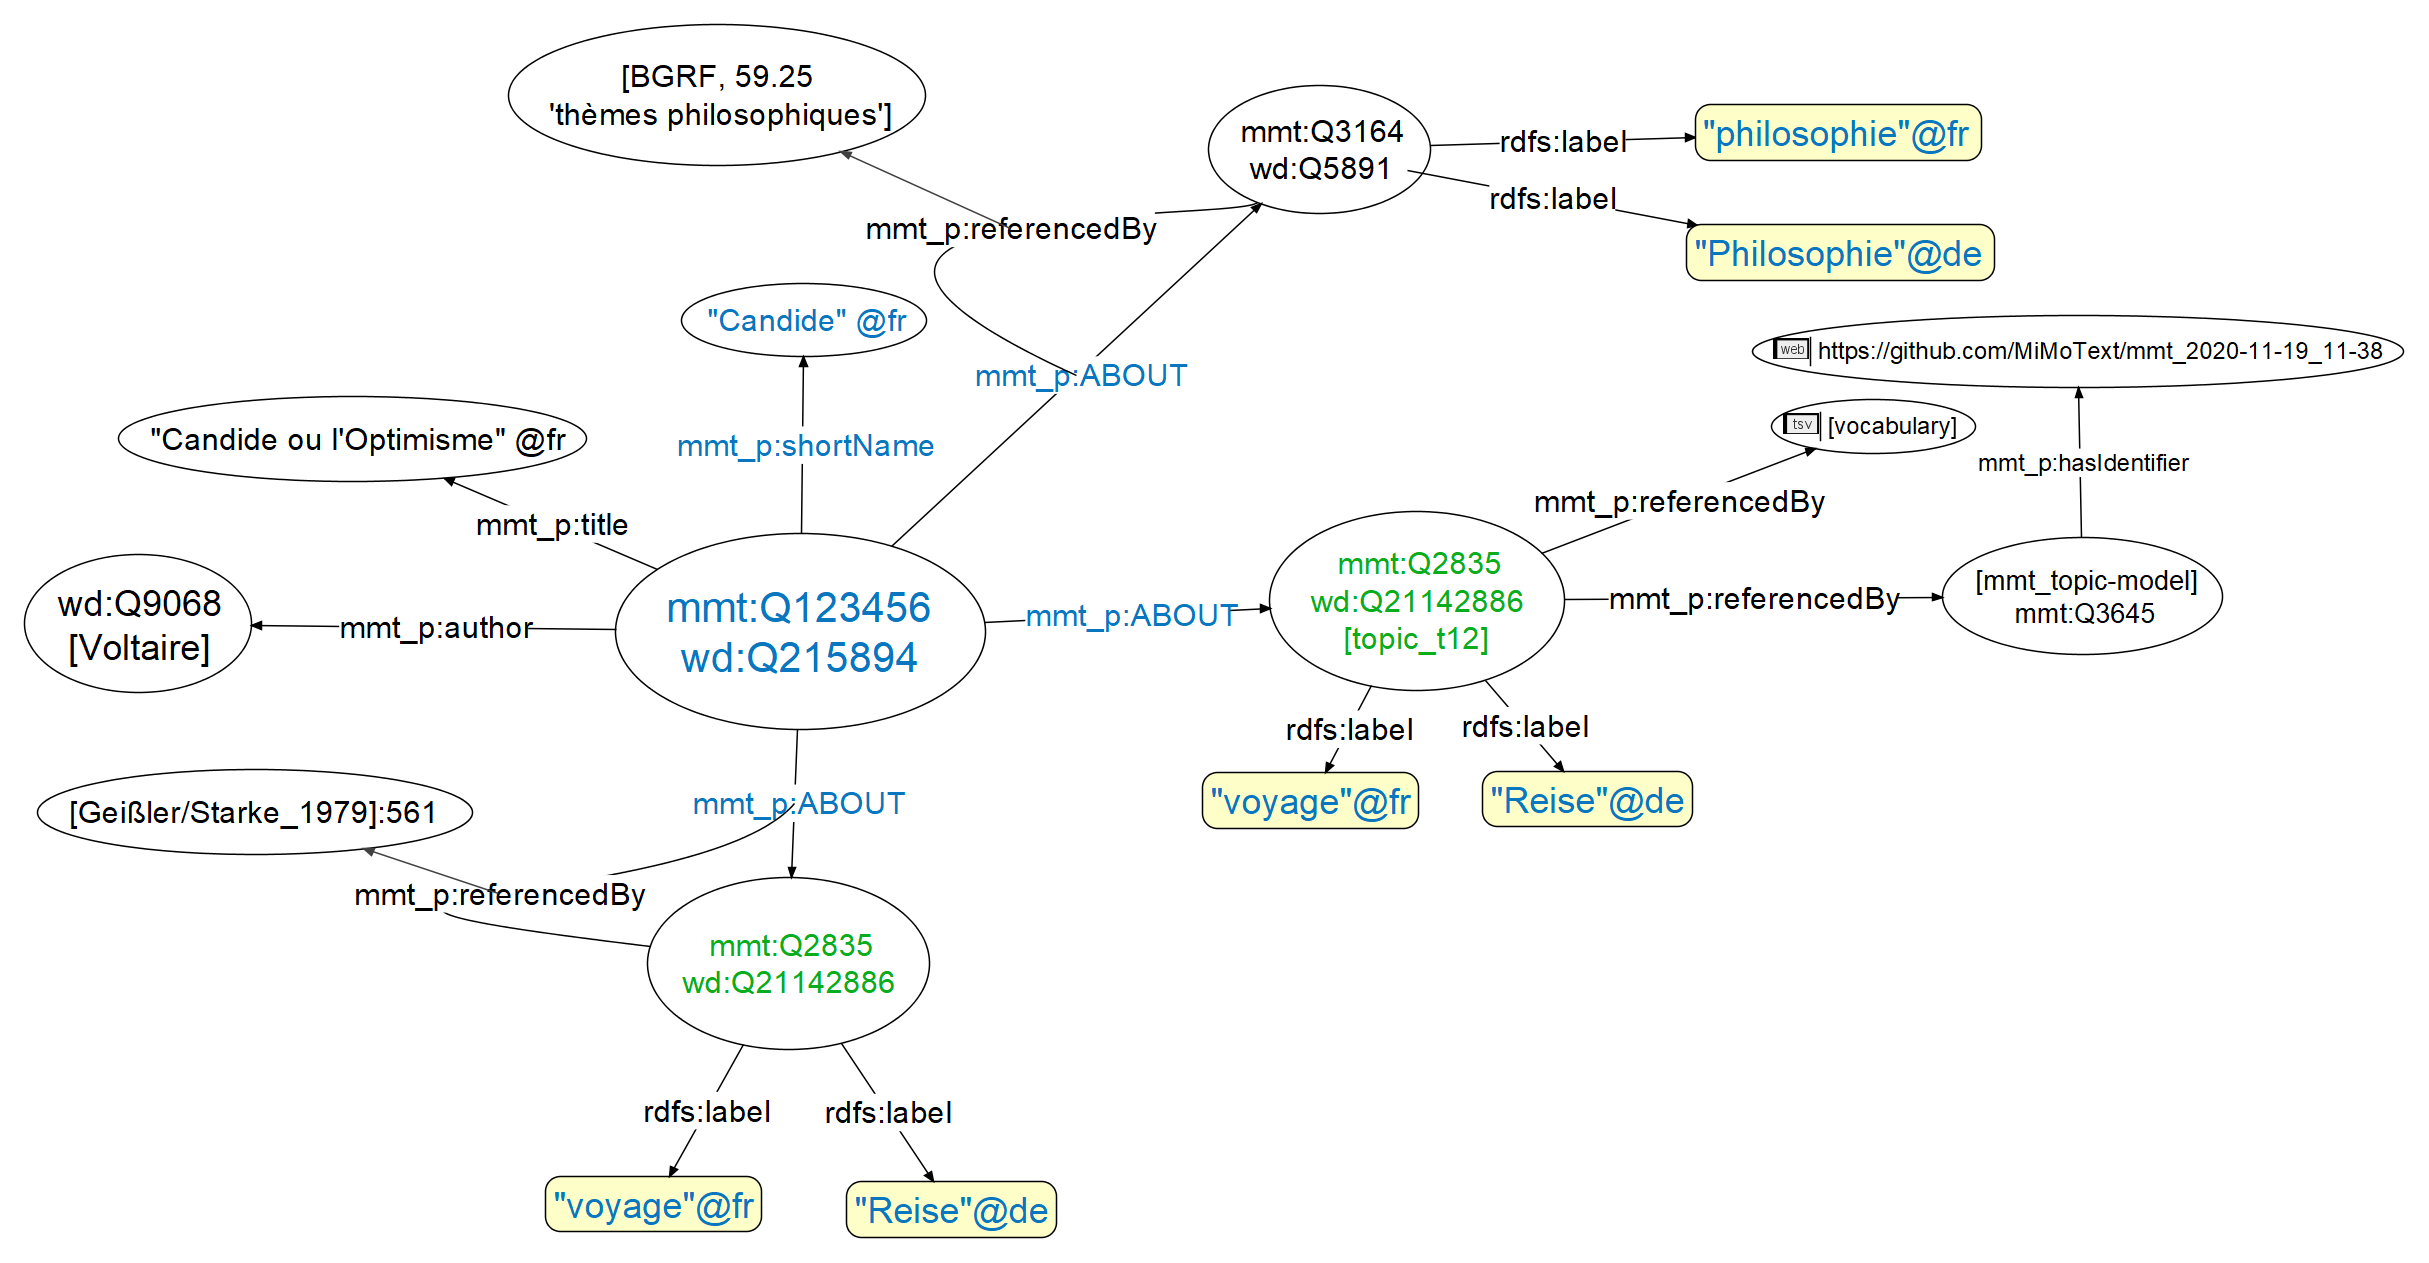 [BGRF, 59.25
'thèmes philosophiques']
mmt:Q3164
wd:Q5891
rdfs:label
"philosophie"@fr
rdfs:label
"Philosophie"@de
mmt_p:referencedBy
"Candide" @fr
mmt_p:ABOUT
web
https://github.com/MiMoText/mmt_2020-11-19_11-38
tsv
[vocabulary]
mmt_p:hasIdentifier
"Candide ou l'Optimisme" @fr
mmt_p:shortName
mmt_p:title
mmt_p:referencedBy
wd:Q9068
[Voltaire]
mmt_p:author
mmt:Q123456
wd:Q215894
mmt_p:ABOUT
mmt:Q2835
wd:Q21142886
[topic_t12]
mmt_p:referencedBy
[mmt_topic-model]
mmt:Q3645
rdfs:label
rdfs:label
"voyage"@fr
"Reise"@de
mmt_p:ABOUT
[Geißler/Starke_1979]:561
mmt_p:referencedBy
mmt:Q2835
wd:Q21142886
rdfs:label
rdfs:label
"voyage"@fr
"Reise"@de